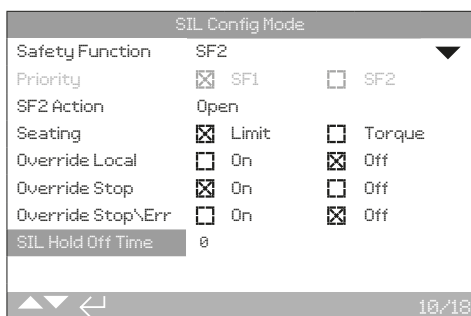 SIL Config Mode
Safety Function SF2
Priority SF1 SF2
SF2 Action Open
Seating Limit Torque
Override Local On Off
Override Stop On Off
Override Stop\Err On Off
SIL Hold Off Time 0
10/18